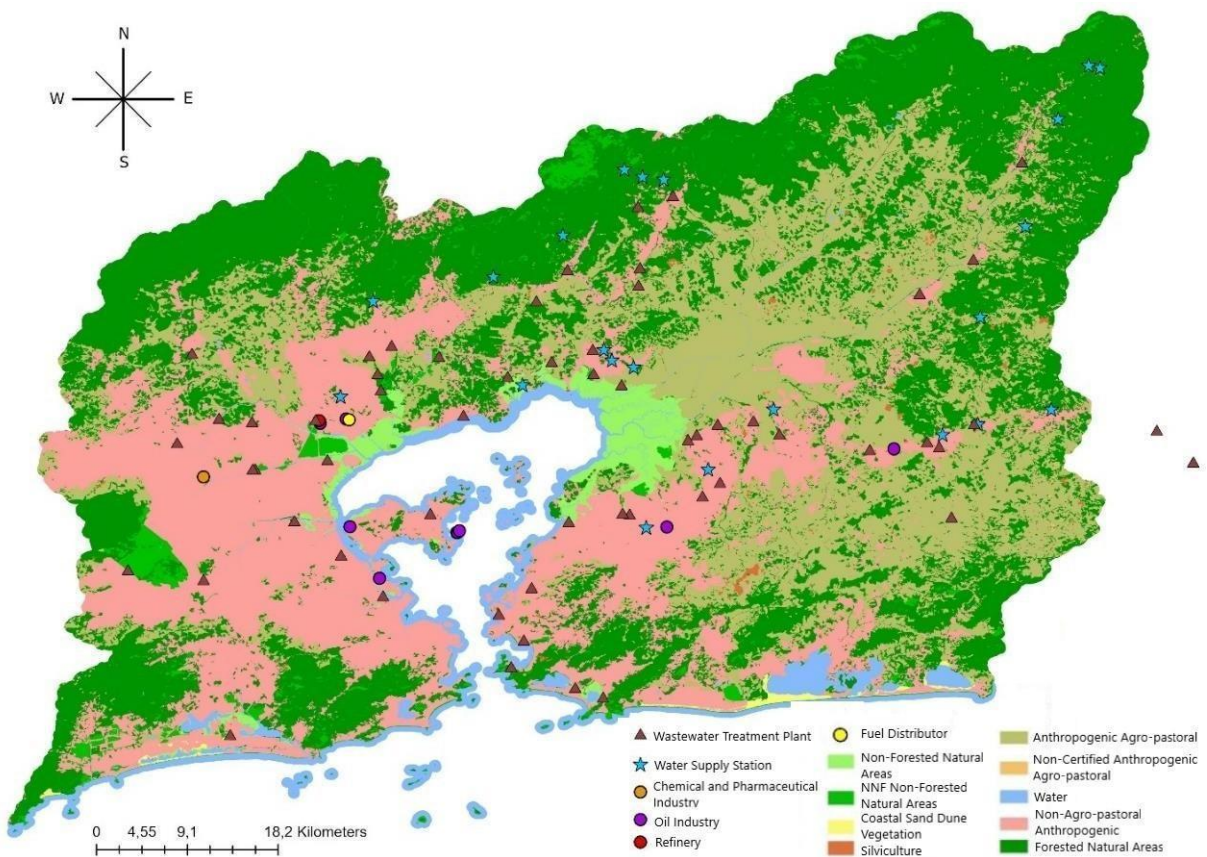 N
W E
S
Wastewater Treatment Plant
Water Supply Station
Chemical and Pharmaceutical
Industry
Oil Industry
Refinery
Fuel Distributor
Non-Forested Natural
Areas
NNF Non-Forested
Natural Areas
Coastal Sand Dune
Vegetation
Silviculture
Anthropogenic Agro-pastoral
Non-Certified Anthropogenic
Agro-pastoral
Water
Non-Agro-pastoral
Anthropogenic
Forested Natural Areas
0 4,55 9,1 18,2 Kilometers